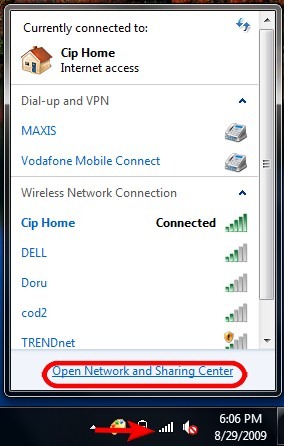 Currently connected to:
Cip Home
Internet access
Dial-up and VPN
MAXIS
Vodafone Mobile Connect
Wireless Network Connection
Cip Home Connected
DELL
Doru
cod2
TRENDnet
Open Network and Sharing Center
6:06 PM
8/29/2009